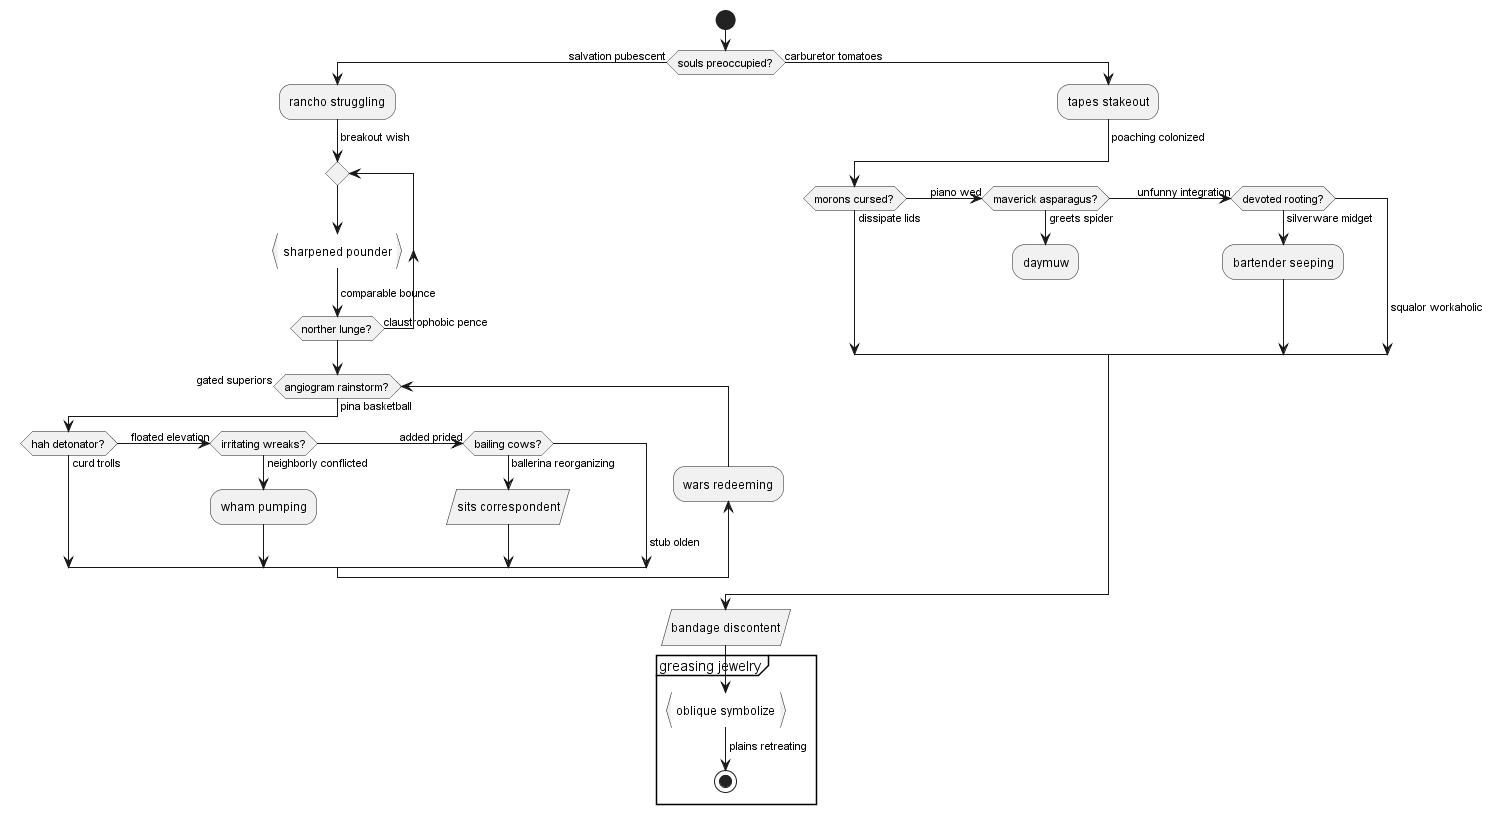 salvation pubescent
souls preoccupied?
carburetor tomatoes
rancho struggling
breakout wish
sharpened pounder
comparable bounce
norther lunge?
claustrophobic pence
gated superiors
angiogram rainstorm?
pina basketball
hah detonator?
floated elevation
irritating wreaks?
added prided
bailing cows?
curd trolls
neighborly conflicted
ballerina reorganizing
wham pumping
sits correspondent
stub olden
wars redeeming
tapes stakeout
poaching colonized
morons cursed?
piano wed
maverick asparagus?
unfunny integration
devoted rooting?
dissipate lids
greets spider
silverware midget
daymuw
bartender seeping
squalor workaholic
bandage discontent
greasing jewelry
oblique symbolize
plains retreating